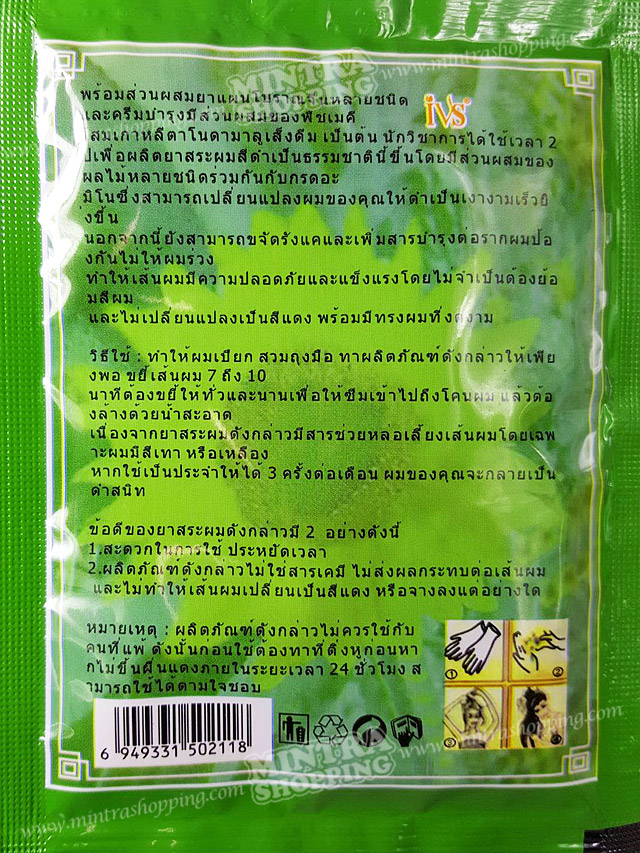 MINTRA SHOPPING
www.mintrashopping.com
พร้อมส่วนผสมยาแผนโบราณจีนหลายชนิด
และครีมบำรุงมีส่วนผสมของพืชเมคี
ivs
ผสมเกาหลีตาโนดามาลูเส็งดีม เป็นต้น นักวิชาการได้ใช้เวลา 2
ปีเพื่อผลิตยาสระผมสีดำเป็นธรรมชาตินี้ขึ้นโดยมีส่วนผสมของ
ผลไม่หลายชนิดรวมกันกับกรดอะ
มิโนซึ่งสามารถเปลี่ยนแปลงผมของคุณให้ดำเป็นเงางามเร็วยิ
่งขึ้น
นอกจากนี้ยังสามารถขจัดรังแคและเพิ่มสารบำรุงต่อรากผมป้อ
งกันไม่ให้ผมร่วง
ทำให้เส้นผมมีความปลอดภัยและแข็งแรงโดยไม่จำเป็นต้องย้อ
มสีผม
และไม่เปลี่ยนแปลงเป็นสีแดง พร้อมมีทรงผมที่งดงาม
วิธีใช้ : ทำให้ผมเปียก สวมถุงมือ ทาผลิตภัณฑ์ดังกล่าวให้เพีย
งพอ ขยี้เส้นผม 7 ถึง 10
นาทีต้องขยี้ให้ทั่วและนานเพื่อให้ซึมเข้าไปถึงโคนผม แล้วต้อ
งล้างด้วยน้ำสะอาด
เนื่องจากยาสระผมดังกล่าวมีสารช่วยหล่อเลี้ยงเส้นผมโดยเฉพ
าะผมมีสีเทา หรือเหลือง
หากใช้เป็นประจำให้ได้ 3 ครั้งต่อเดือน ผมของคุณจะกลายเป็น
ดำสนิท
ข้อดีของยาสระผมดังกล่าวมี 2 อย่างดังนี้
1.สะดวกในการใช้ ประหยัดเวลา
2.ผลิตภัณฑ์ดังกล่าวไม่ใช่สารเคมี ไม่ส่งผลกระทบต่อเส้นผม
และไม่ทำให้เส้นผมเปลี่ยนเป็นสีแดง หรือจางลงแต่อย่างใด
หมายเหตุ : ผลิตภัณฑ์ดังกล่าวไม่ควรใช้กับ
คนที่แพ้ ดังนั้นก่อนใช้ต้องทาที่ติ่งหูก่อนหา
กไม่ขึ้นผื่นแดงภายในระยะเวลา 24 ชั่วโมง ส
ามารถใช้ได้ตามใจชอบ
1 2
3
6 949331 502118
MINTRA SHOPPING
www.mintrashopping.com
www.mintrashopping.com